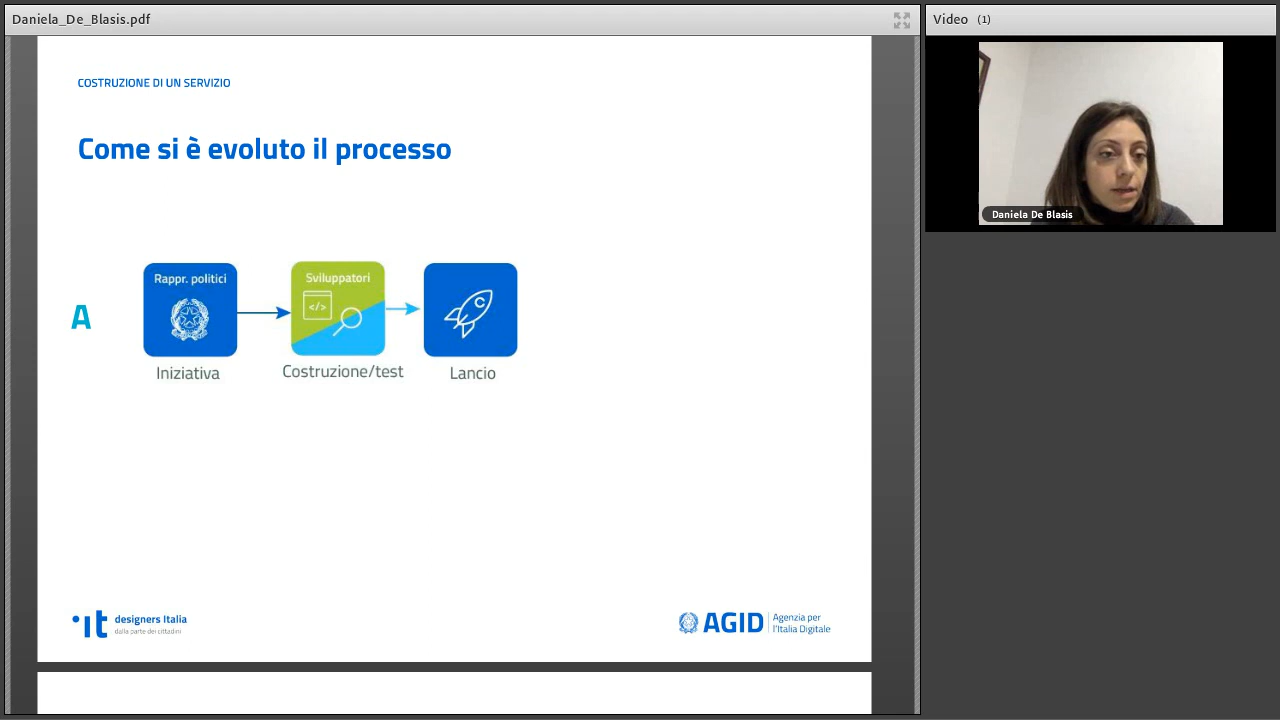 Daniela_De_Blasis.pdf
Video (1)
COSTRUZIONE DI UN SERVIZIO
Come si è evoluto il processo
A
Rappr. politici
Sviluppatori
</>
Iniziativa
Costruzione/test
Lancio
Daniela De Blasis
.it designers Italia
dalla parte dei cittadini
AGID Agenzia per
l'Italia Digitale